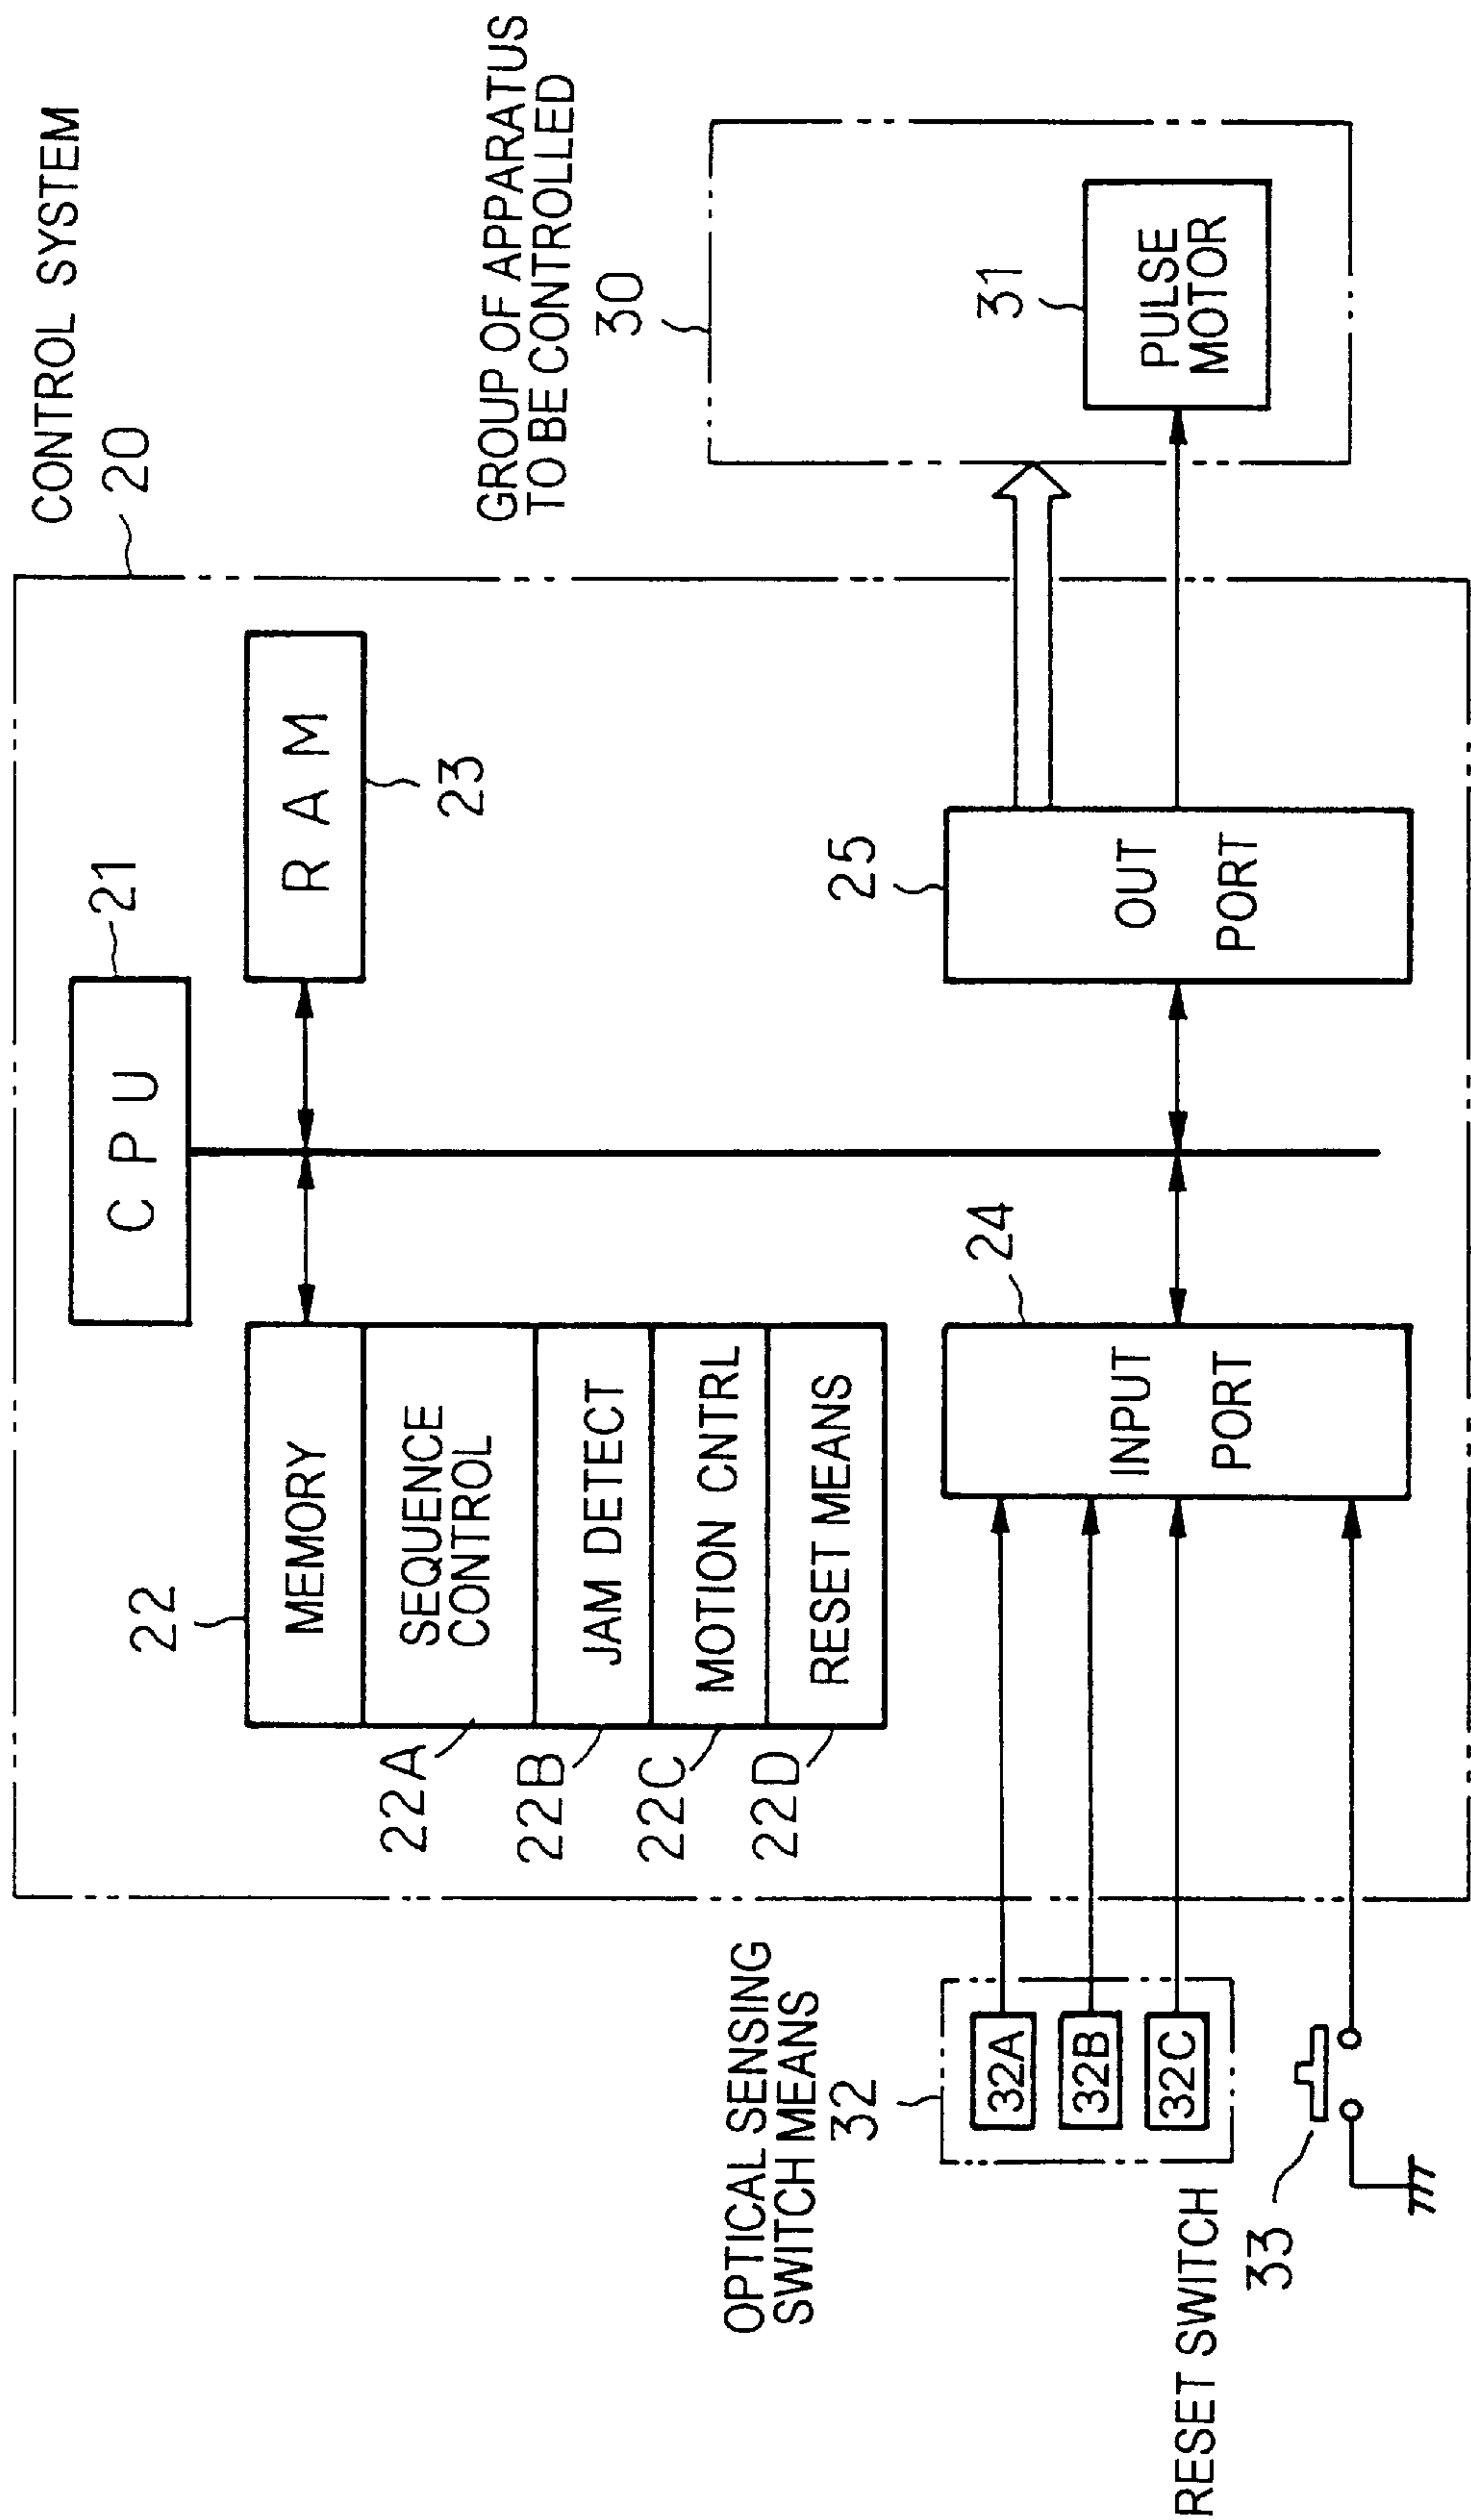 CONTROL SYSTEM
20
CPU
21
22
MEMORY
RAM
23
SEQUENCE
CONTROL
22A
JAM DETECT
22B
MOTION CNTRL
22C
RESET MEANS
22D
GROUP OF APPARATUS
TO BE CONTROLLED
30
31
PULSE
MOTOR
OPTICAL SENSING
SWITCH MEANS
32
32A
32B
32C
24
INPUT
PORT
25
OUT
PORT
RESET SWITCH
33